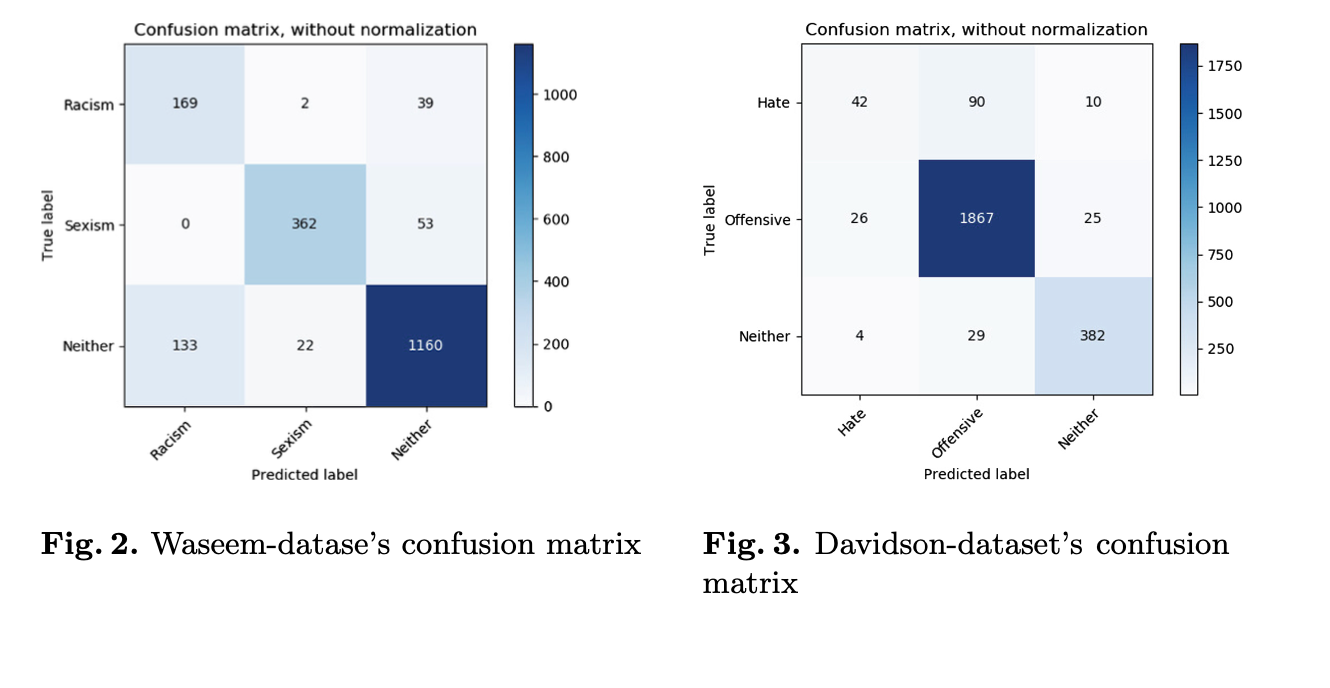 Confusion matrix, without normalization
True label
Racism
169
2
39
Sexism
0
362
53
Neither
133
22
1160
Racism
Sexism
Neither
Predicted label
1000
800
600
400
200
0
Fig. 2. Waseem-datase's confusion matrix
Confusion matrix, without normalization
True label
Hate
42
90
10
Offensive
26
1867
25
Neither
4
29
382
Hate
Offensive
Neither
Predicted label
1750
1500
1250
1000
750
500
250
Fig. 3. Davidson-dataset's confusion
matrix